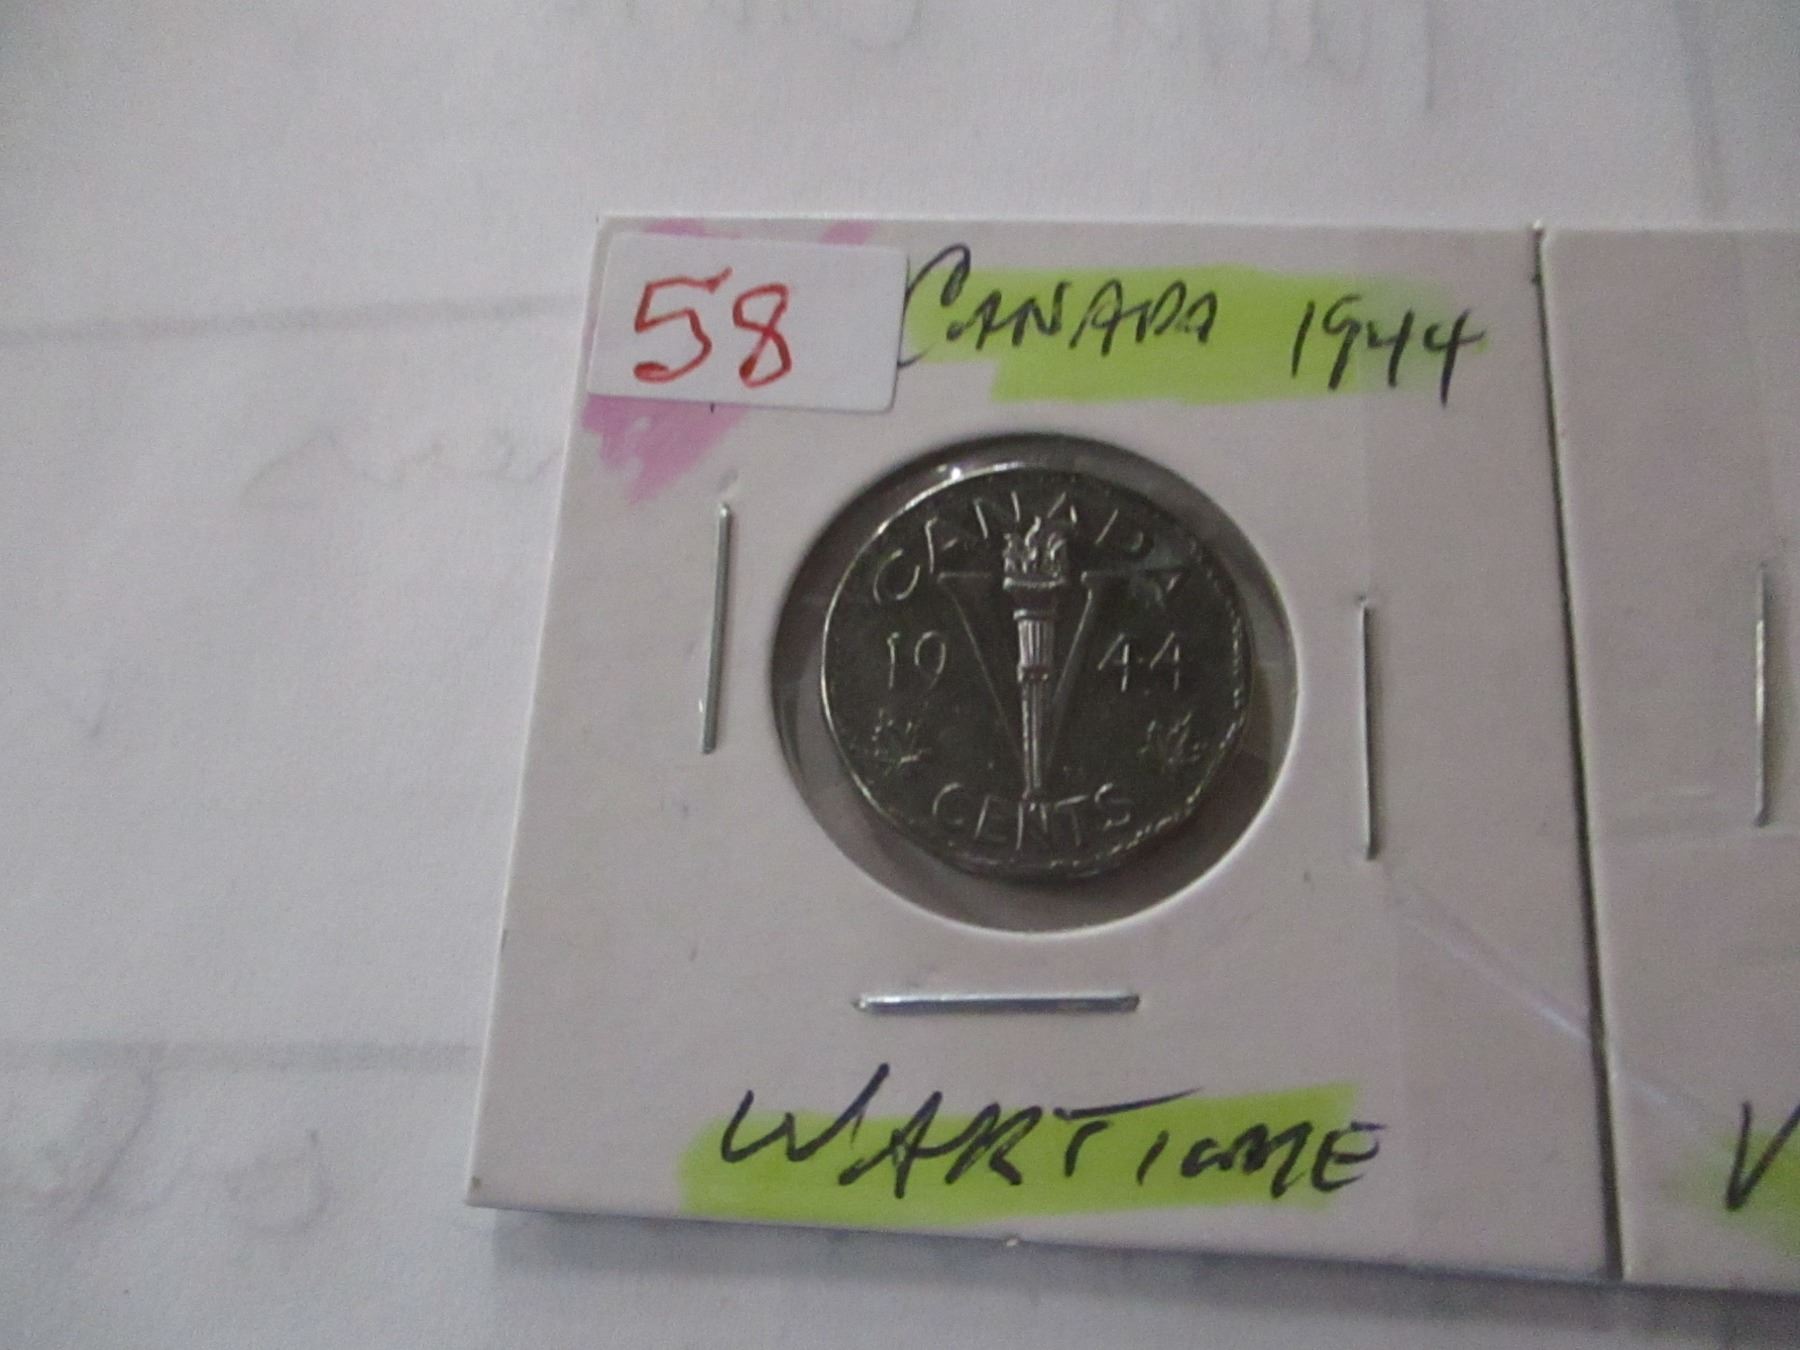 58
CANADA 1944
CANADA
19 V 44
CENTS
WARTIME
V